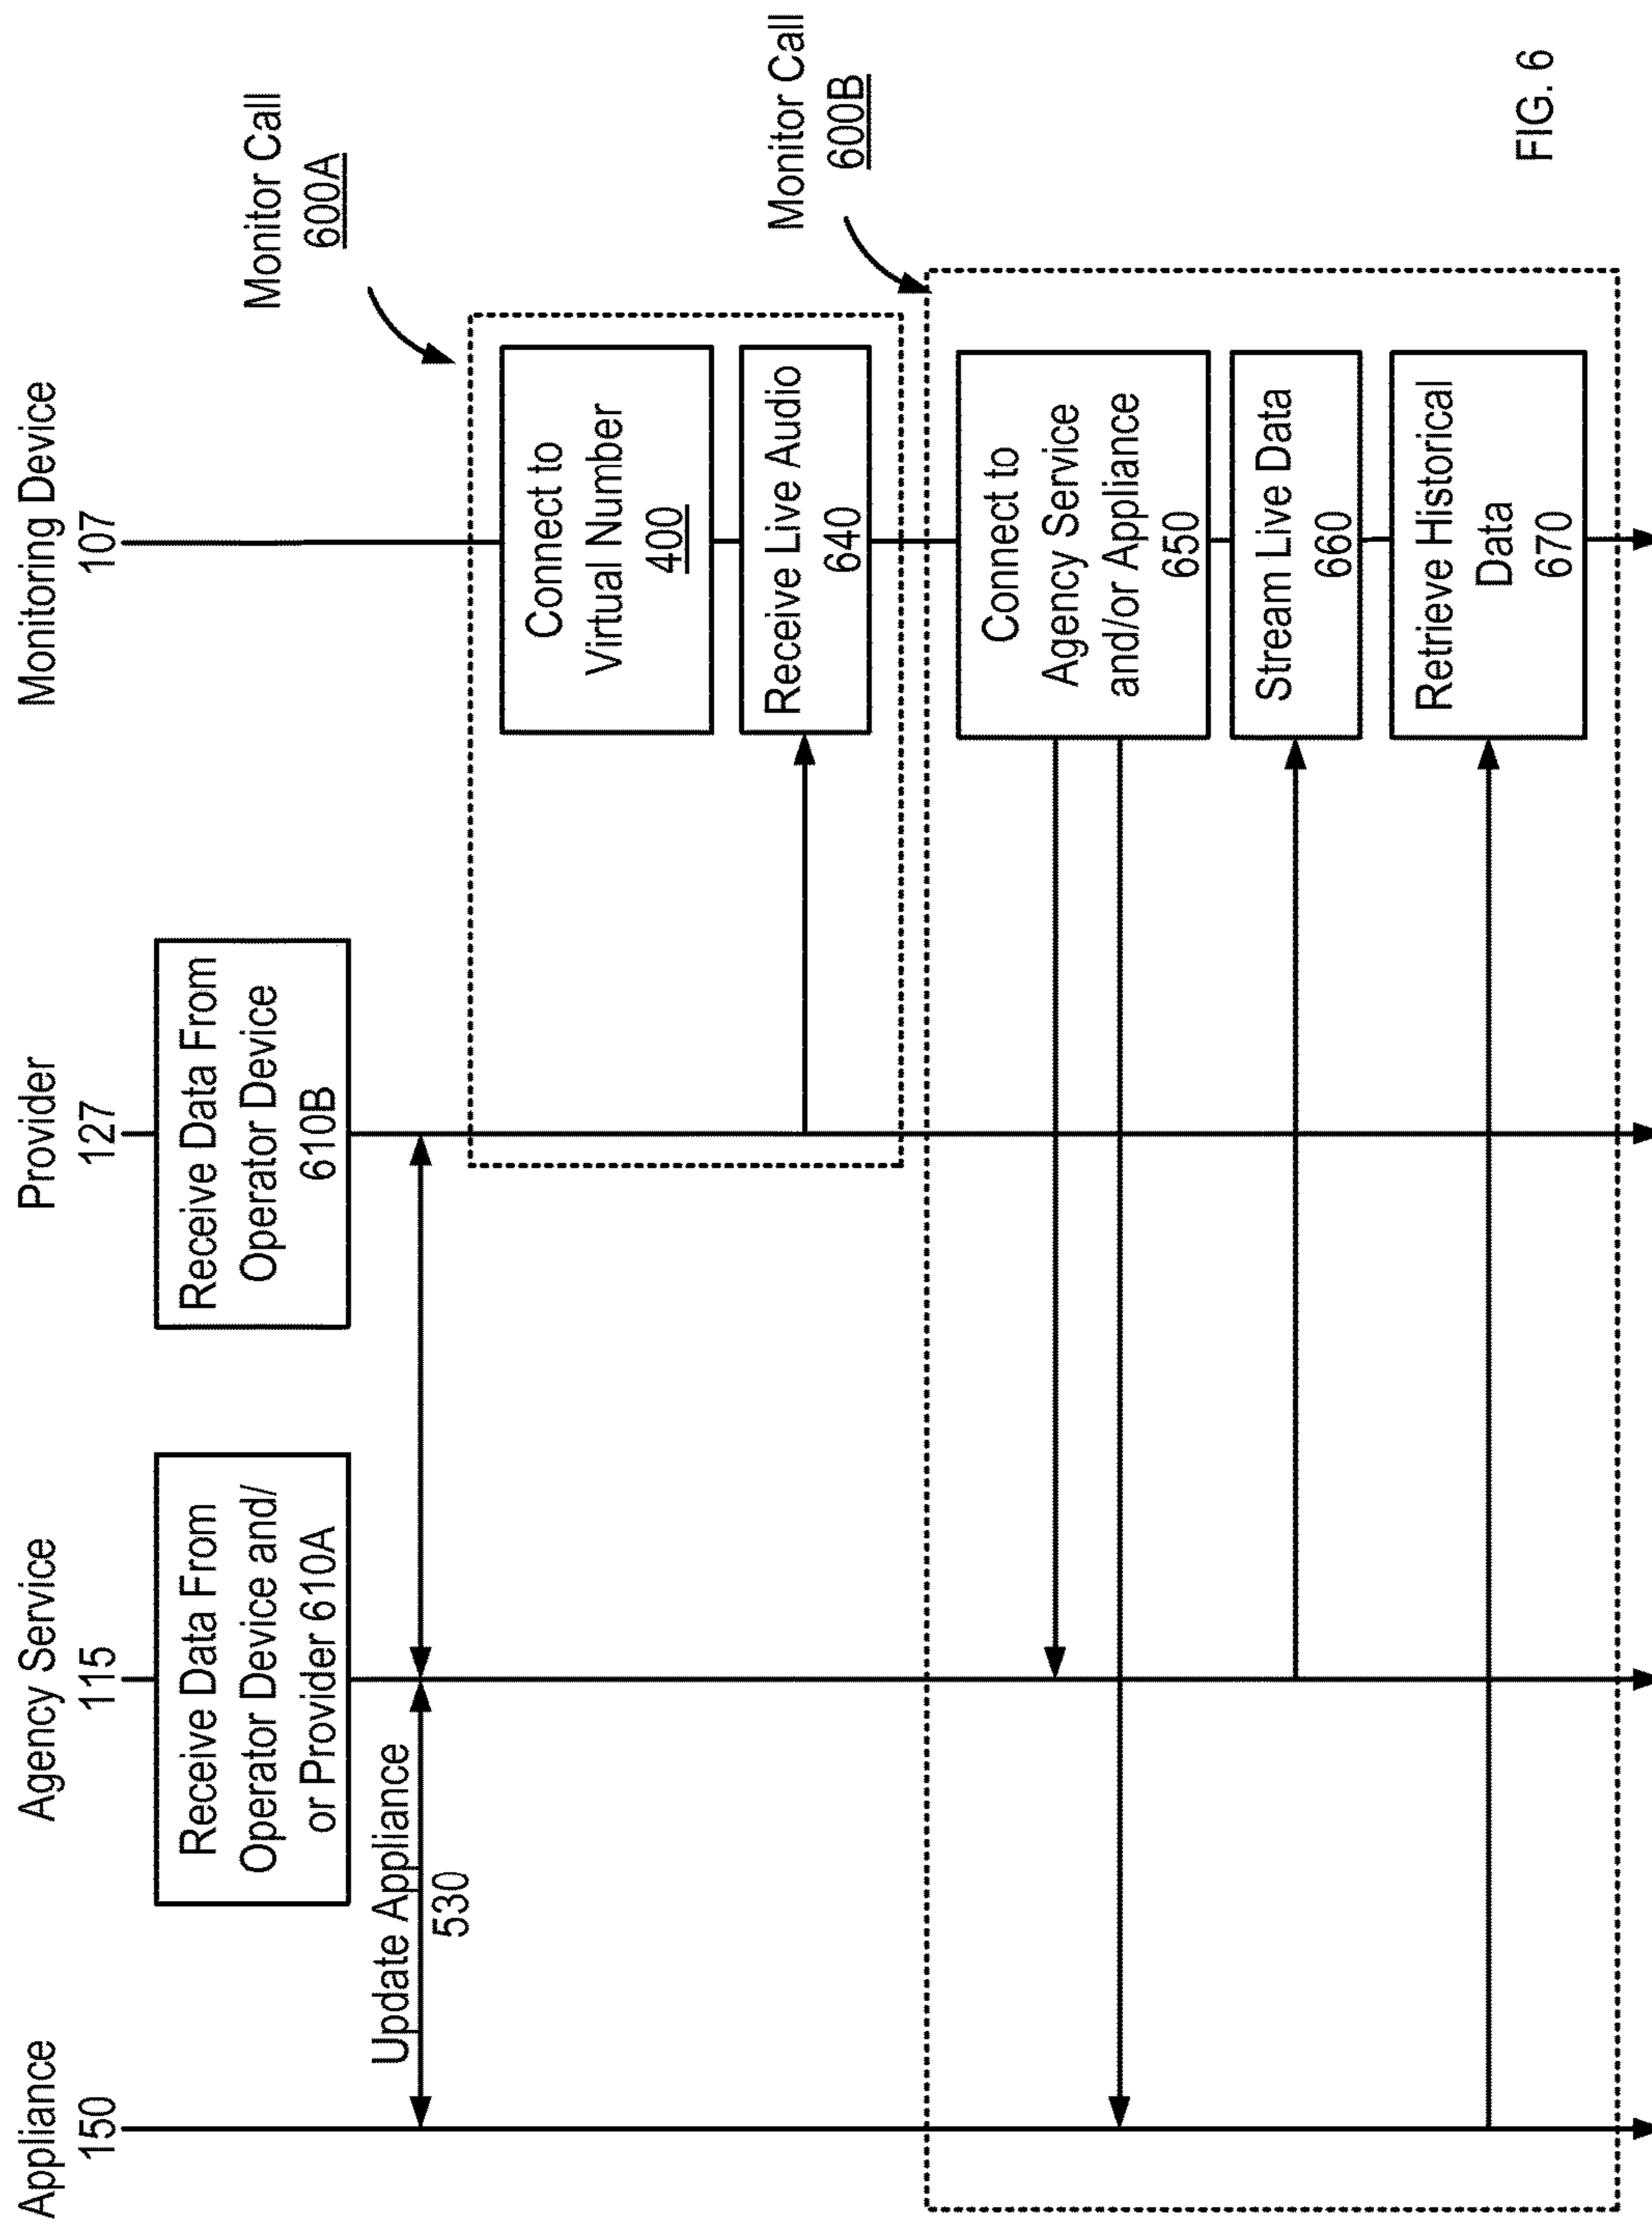 Appliance
150
Agency Service
115
Provider
127
Monitoring Device
107
Receive Data From
Operator Device and/
or Provider 610A
Receive Data From
Operator Device
610B
Update Appliance
530
Monitor Call
600A
Connect to
Virtual Number
400
Receive Live Audio
640
Monitor Call
600B
Connect to
Agency Service
and/or Appliance
650
Stream Live Data
660
Retrieve Historical
Data
670
FIG. 6